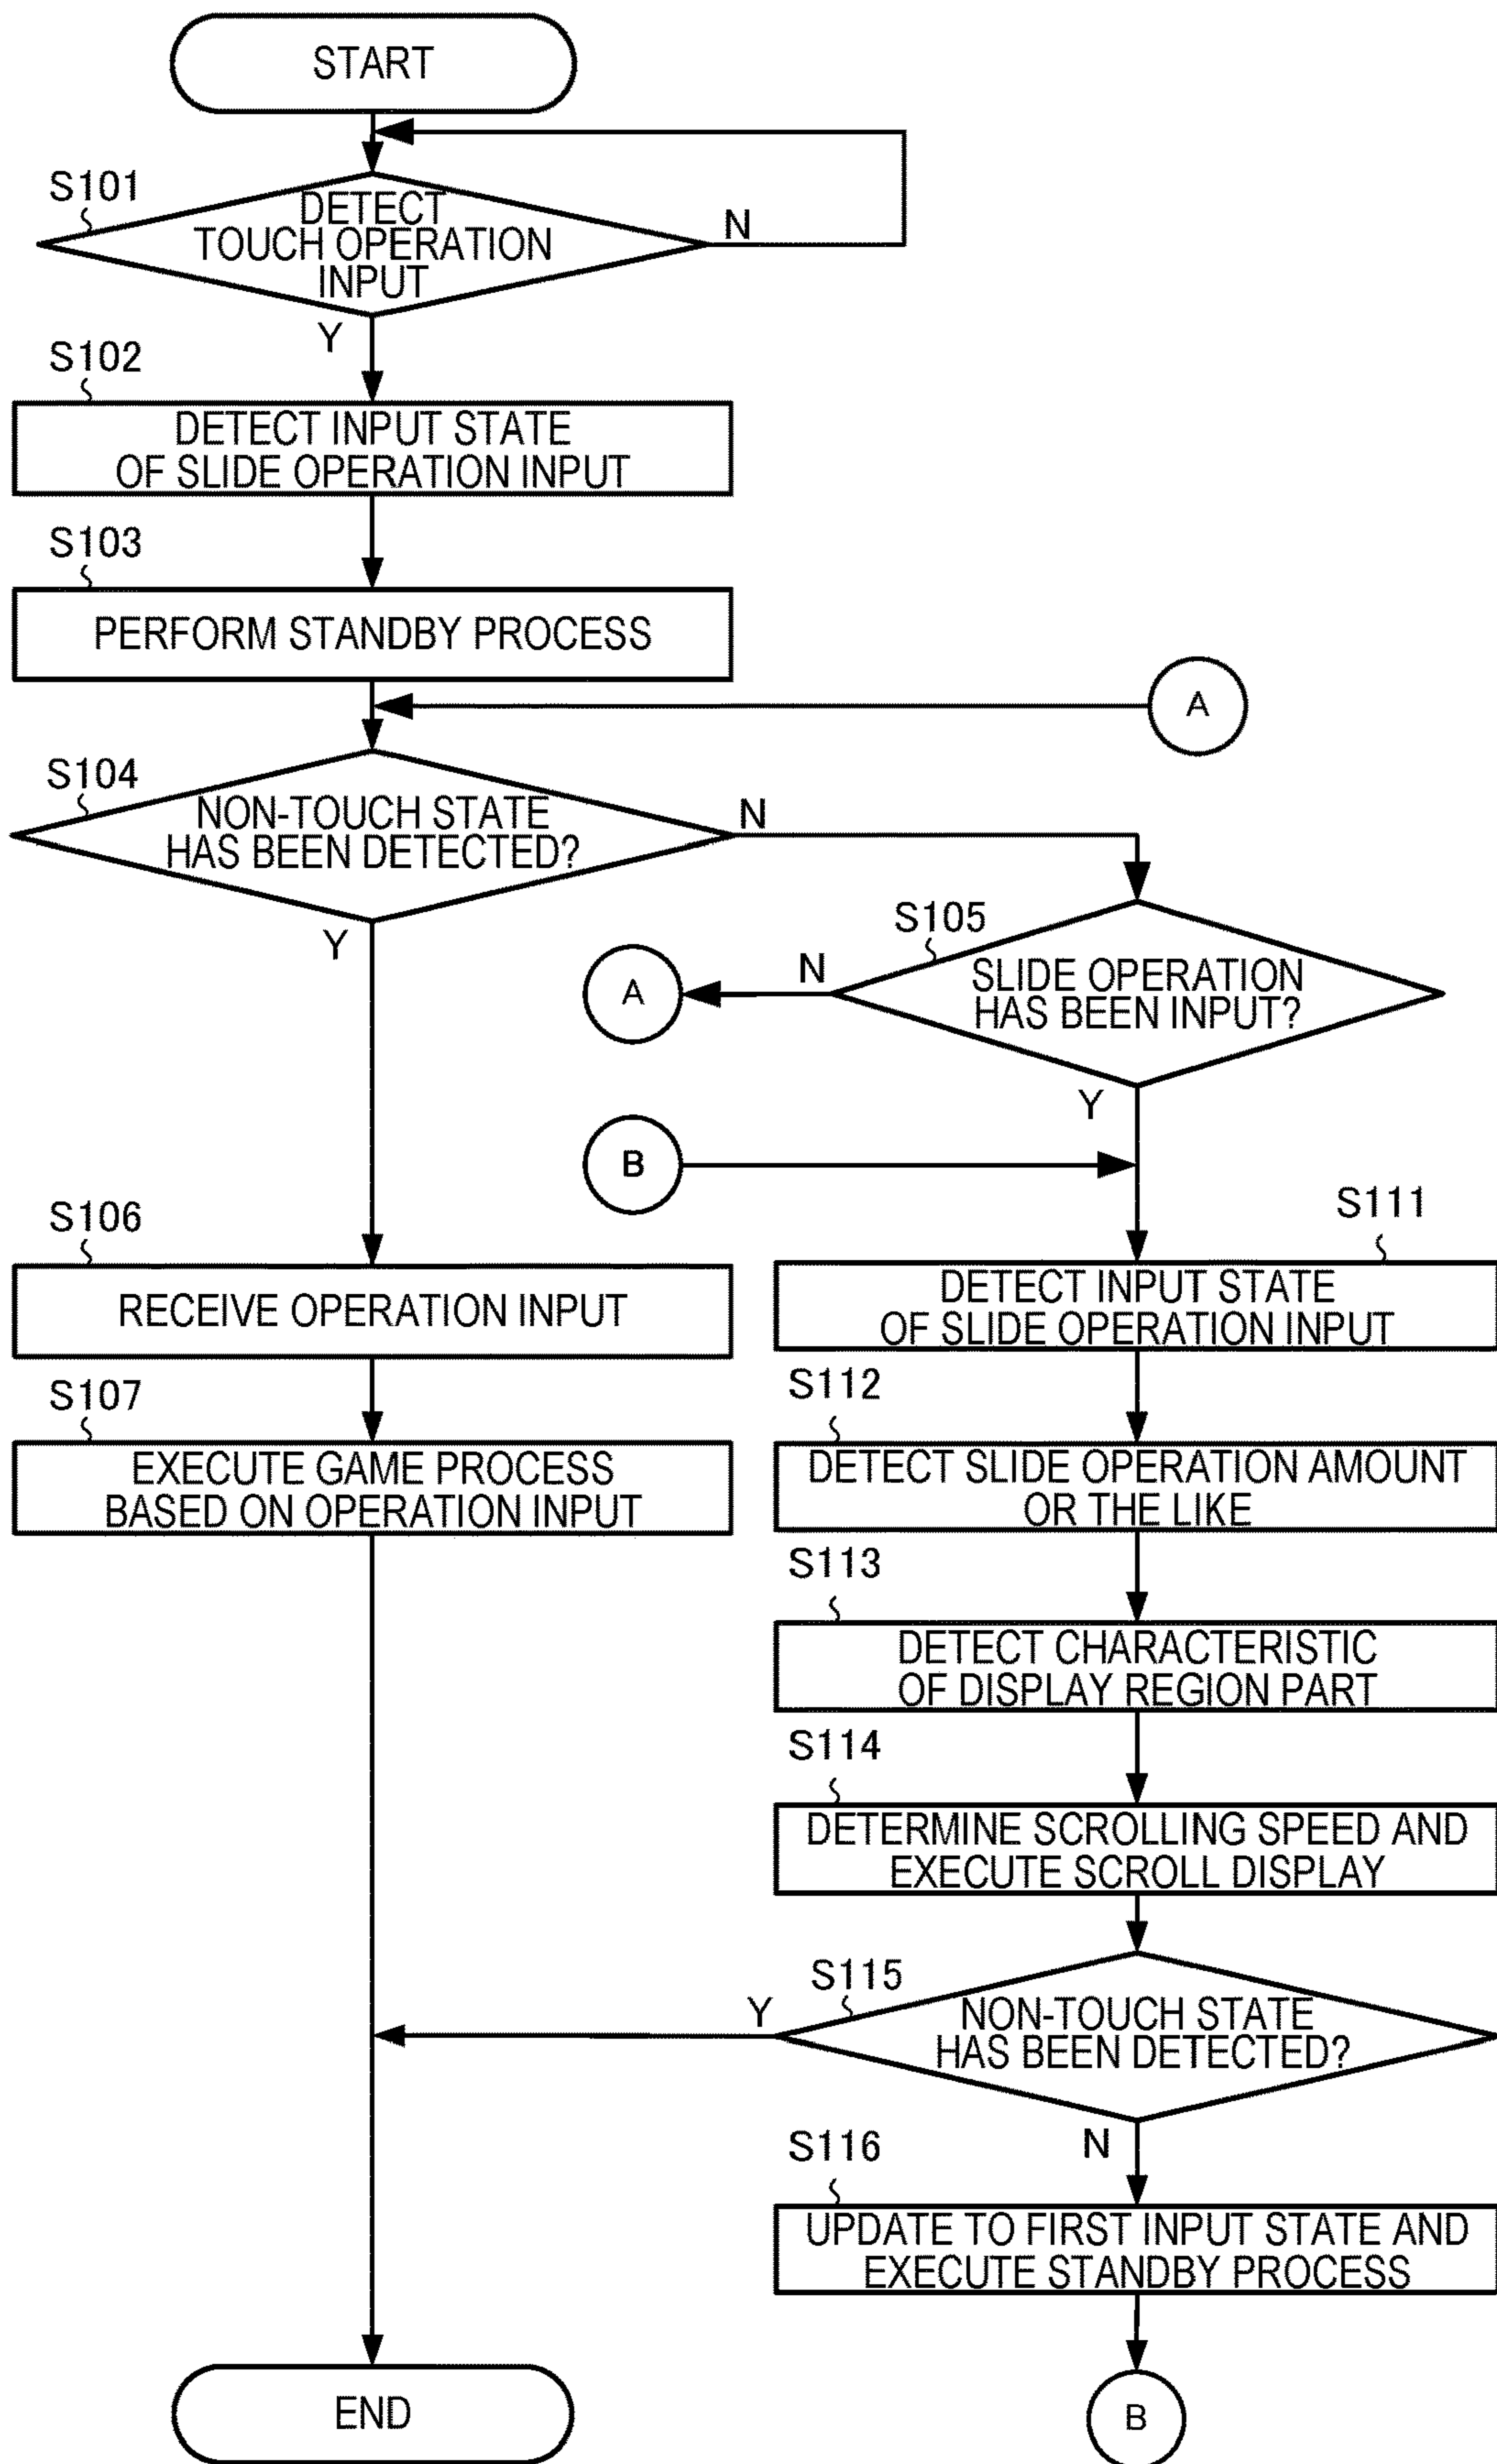 START
S101
DETECT
TOUCH OPERATION
INPUT
N
Y
S102
DETECT INPUT STATE
OF SLIDE OPERATION INPUT
S103
PERFORM STANDBY PROCESS
A
S104
NON-TOUCH STATE
HAS BEEN DETECTED?
N
Y
S105
SLIDE OPERATION
HAS BEEN INPUT?
N
A
Y
B
S106
RECEIVE OPERATION INPUT
S107
EXECUTE GAME PROCESS
BASED ON OPERATION INPUT
S111
DETECT INPUT STATE
OF SLIDE OPERATION INPUT
S112
DETECT SLIDE OPERATION AMOUNT
OR THE LIKE
S113
DETECT CHARACTERISTIC
OF DISPLAY REGION PART
S114
DETERMINE SCROLLING SPEED AND
EXECUTE SCROLL DISPLAY
S115
NON-TOUCH STATE
HAS BEEN DETECTED?
Y
N
S116
UPDATE TO FIRST INPUT STATE AND
EXECUTE STANDBY PROCESS
END
B